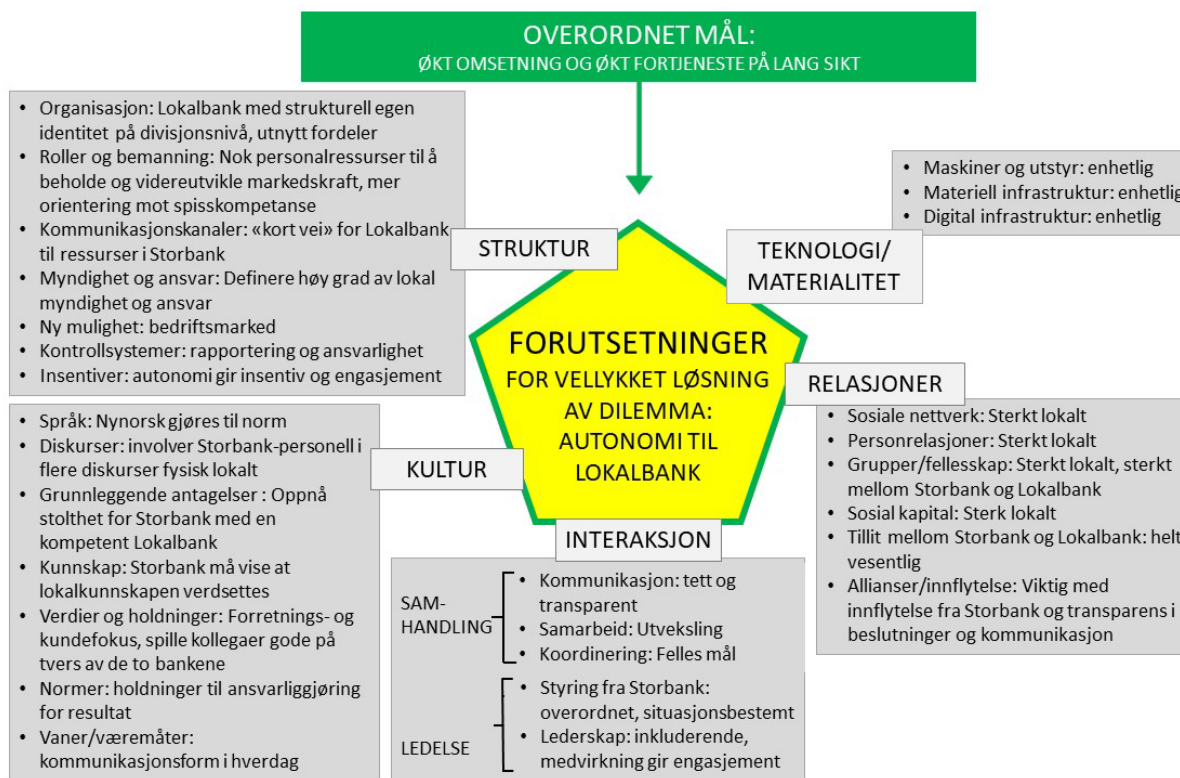 OVERORDNET MÅL:
ØKT OMSETNING OG ØKT FORTJENESTE PÅ LANG SIKT
• Organisasjon: Lokalbank med strukturell egen
identitet på divisjonsnivå, utnytt fordeler
• Roller og bemanning: Nok personalressurser til å
beholde og videreutvikle markedskraft, mer
orientering mot spisskompetanse
• Kommunikasjonskanaler: «kort vei» for Lokalbank
til ressurser i Storbank
• Myndighet og ansvar: Definere høy grad av lokal
myndighet og ansvar
• Ny mulighet: bedriftsmarked
• Kontrollsystemer: rapportering og ansvarlighet
• Insentiver: autonomi gir insentiv og engasjement
STRUKTUR
• Maskiner og utstyr: enhetlig
• Materiell infrastruktur: enhetlig
• Digital infrastruktur: enhetlig
TEKNOLOGI/
MATERIALITET
FORUTSETNINGER
FOR VELLYKKET LØSNING
AV DILEMMA:
AUTONOMI TIL
LOKALBANK
RELASJONER
• Sosiale nettverk: Sterkt lokalt
• Personrelasjoner: Sterkt lokalt
• Grupper/fellesskap: Sterkt lokalt, sterkt
mellom Storbank og Lokalbank
• Sosial kapital: Sterk lokalt
• Tillit mellom Storbank og Lokalbank: helt
vesentlig
• Allianser/innflytelse: Viktig med
innflytelse fra Storbank og transparens i
beslutninger og kommunikasjon
• Språk: Nynorsk gjøres til norm
• Diskurser: involver Storbank-personell i
flere diskurser fysisk lokalt
• Grunnleggende antagelser : Oppnå
stolthet for Storbank med en
kompetent Lokalbank
• Kunnskap: Storbank må vise at
lokalkunnskapen verdsettes
• Verdier og holdninger: Forretnings- og
kundefokus, spille kollegaer gode på
tvers av de to bankene
• Normer: holdninger til ansvarliggjøring
for resultat
• Vaner/væremåter:
kommunikasjonsform i hverdag
KULTUR
INTERAKSJON
SAM-
HANDLING
• Kommunikasjon: tett og
transparent
• Samarbeid: Utveksling
• Koordinering: Felles mål
LEDELSE
• Styring fra Storbank:
overordnet, situasjonsbestemt
• Lederskap: inkluderende,
medvirkning gir engasjement